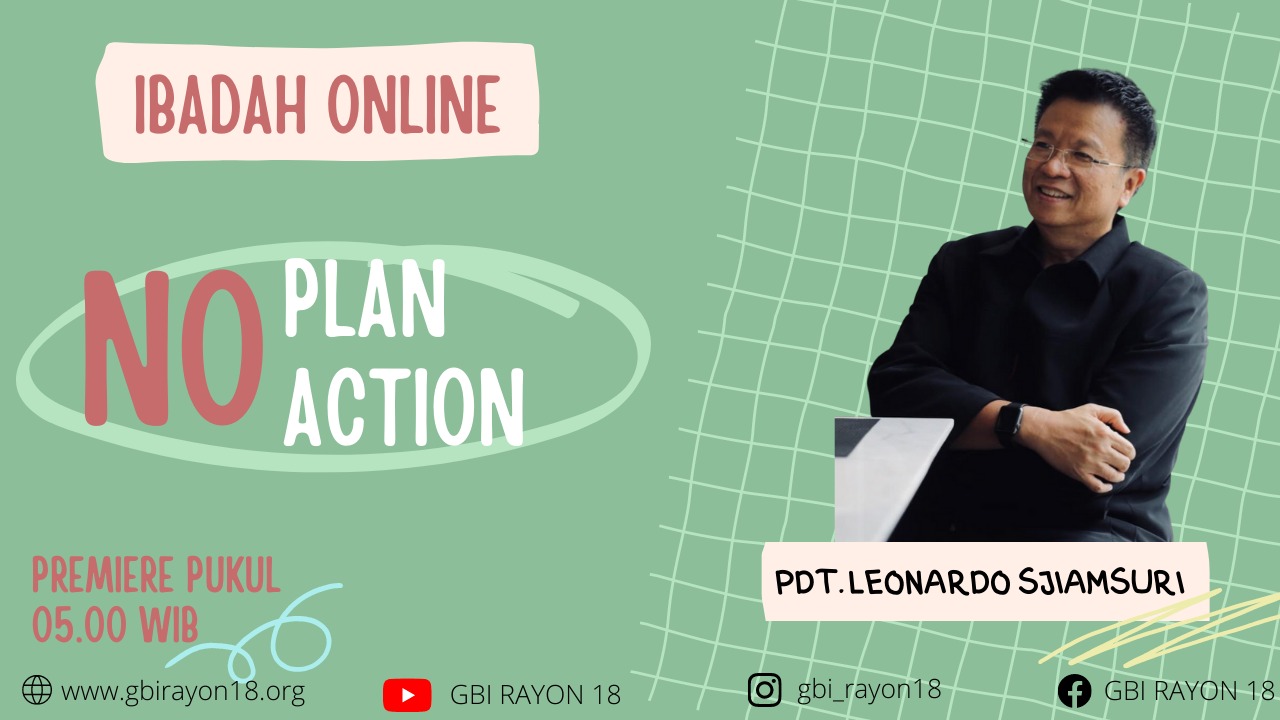 IBADAH ONLINE
NO
PLAN
ACTION
PREMIERE PUKUL
05.00 WIB
PDT. LEONARDO SJIAMSURI
www.gbirayon18.org
GBI RAYON 18
gbi_rayon18
GBI RAYON 18